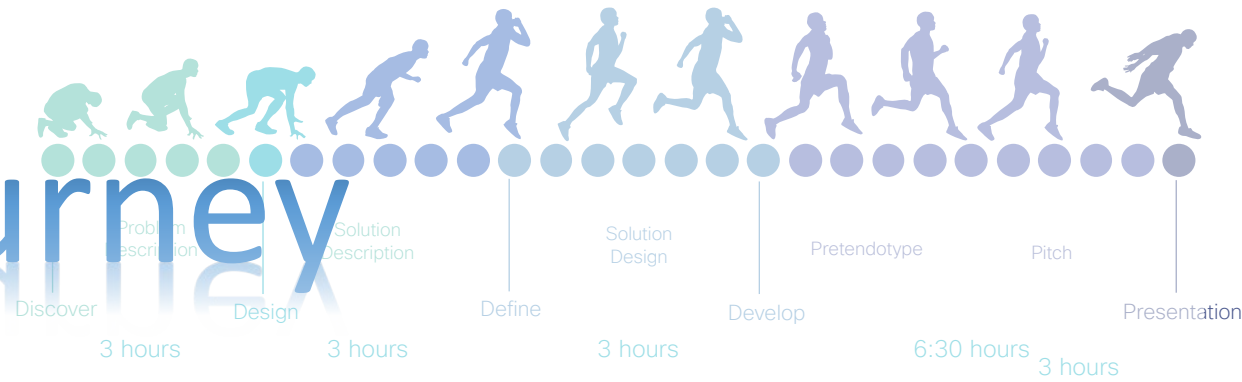 urney
Problem
Description
Solution
Description
Solution
Design
Pretendotype
Pitch
Discover
Design
Define
Develop
Presentation
3 hours
3 hours
3 hours
6:30 hours
3 hours